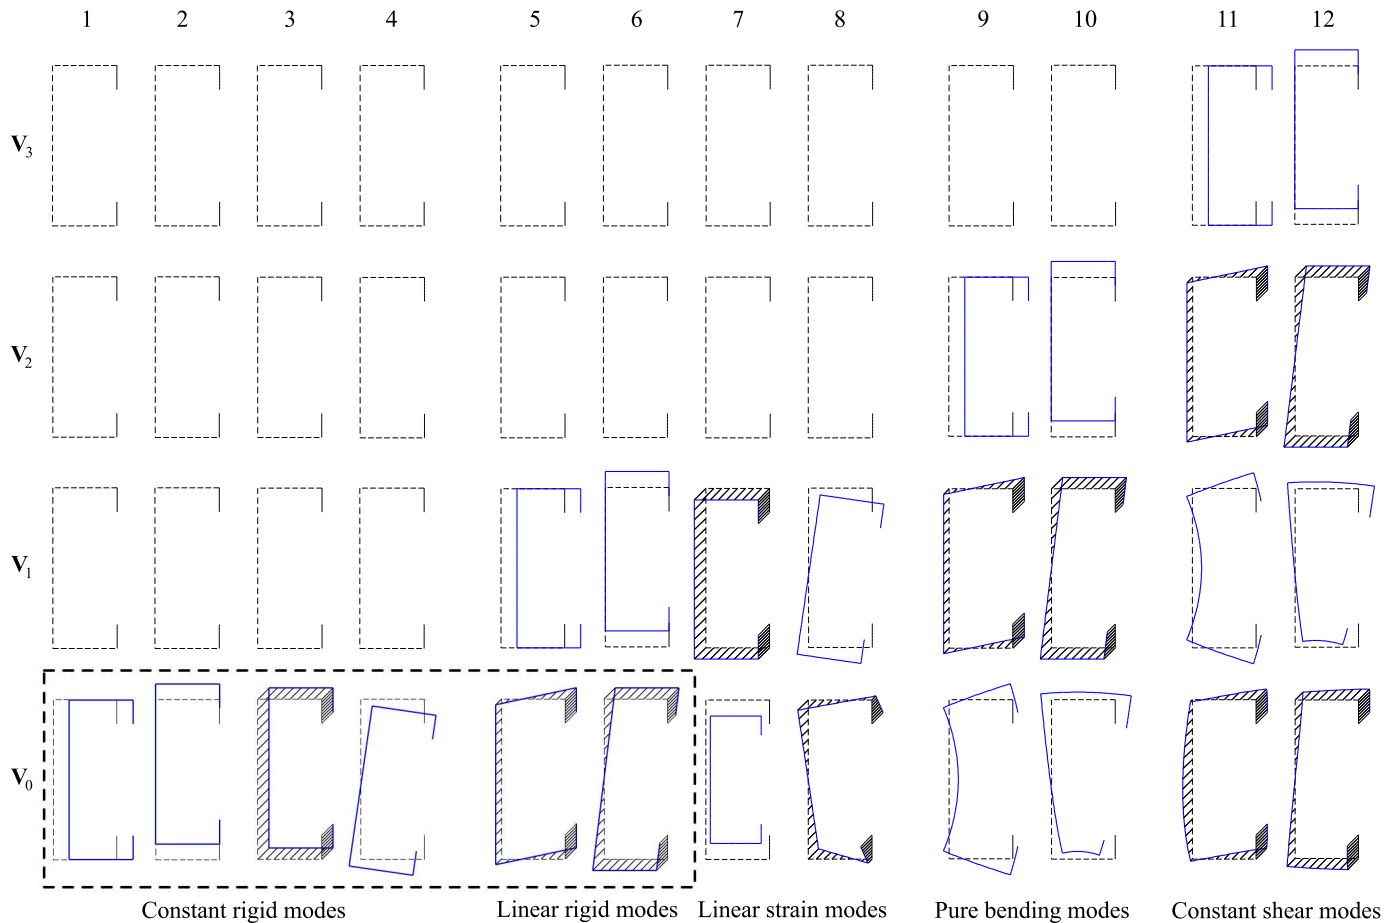 1 2 3 4 5 6 7 8 9 10 11 12
V3
V2
V1
V0
Constant rigid modes Linear rigid modes Linear strain modes Pure bending modes Constant shear modes